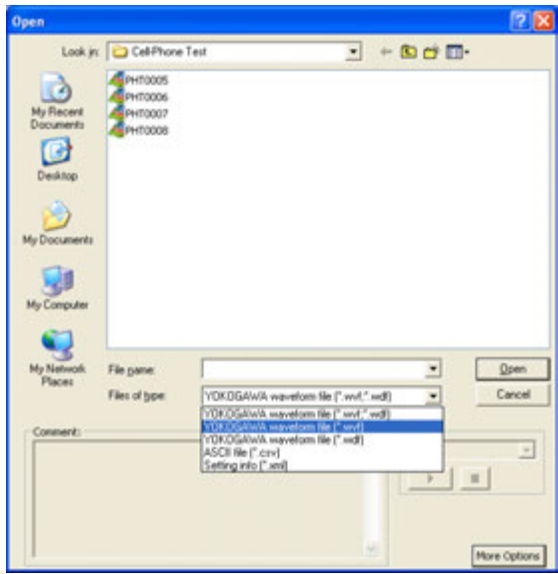 Open
Look in: Cell-Phone Test
PHT0005
PHT0006
PHT0007
PHT0008
My Recent
Documents
Desktop
My Documents
My Computer
My Network
Places
File name:
Open
Files of type: YOKOGAWA waveform file (*.wvf;*.wdf)
Cancel
YOKOGAWA waveform file (*.wvf;*.wdf)
YOKOGAWA waveform file (*.wvf)
YOKOGAWA waveform file (*.wdf)
ASCII file (*.csv)
Setting info (*.xml)
Comment:
More Options